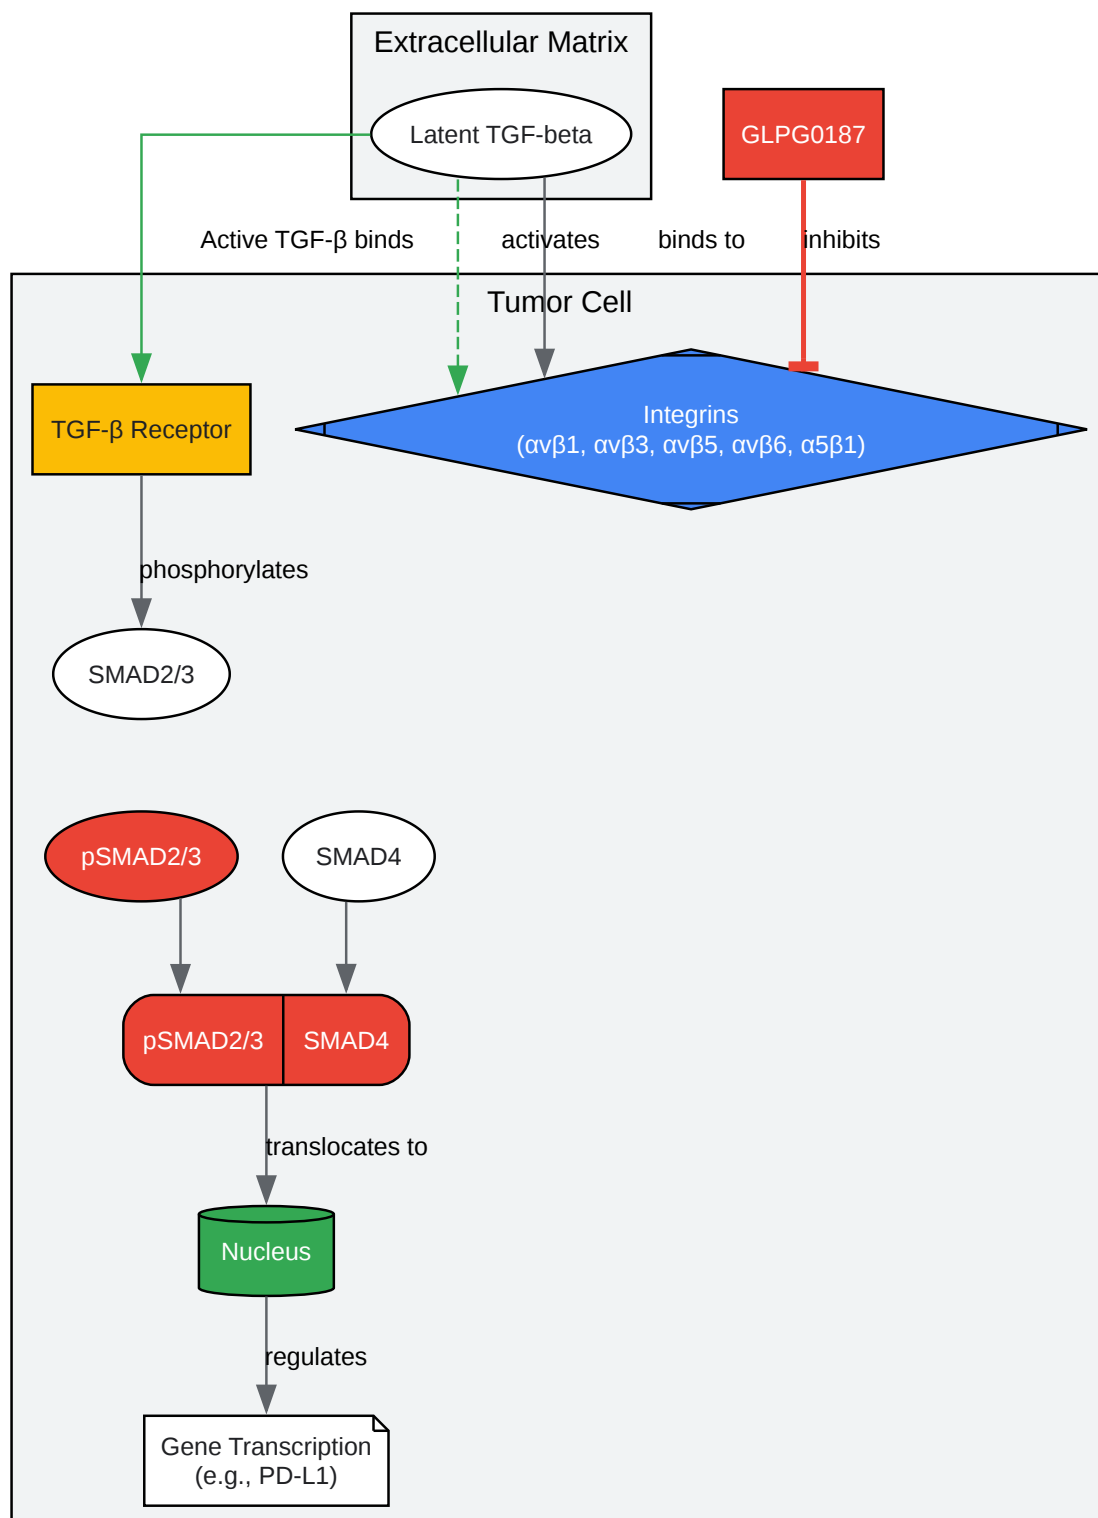 Extracellular Matrix
Latent TGF-beta
GLPG0187
Active TGF-β binds
activates
binds to
inhibits
Tumor Cell
TGF-β Receptor
Integrins
(αvβ1, αvβ3, αvβ5, αvβ6, α5β1)
phosphorylates
SMAD2/3
pSMAD2/3
SMAD4
pSMAD2/3
SMAD4
translocates to
Nucleus
regulates
Gene Transcription
(e.g., PD-L1)